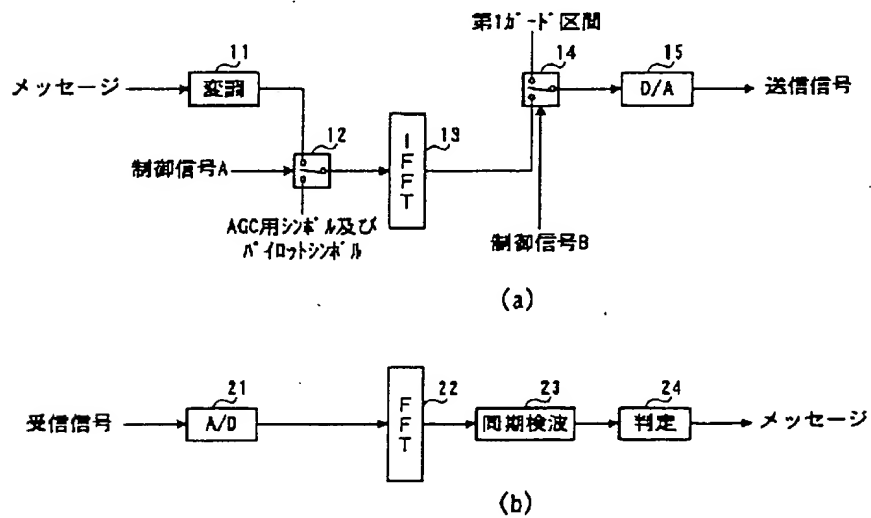 第1ガード区間
11
14
15
メッセージ
変調
D/A
送信信号
12
13
制御信号A
IFFT
AGC用シンボル及び
パイロットシンボル
制御信号B
(a)
21
22
23
24
受信信号
A/D
FFT
同期検波
判定
メッセージ
(b)